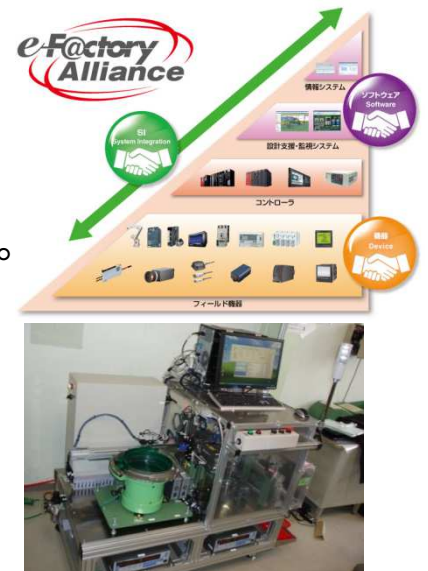 e-F@ctory
Alliance
情報システム
ソフトウェア
Software
SI
System Integration
設計支援・監視システム
コントローラ
機器
Device
フィールド機器